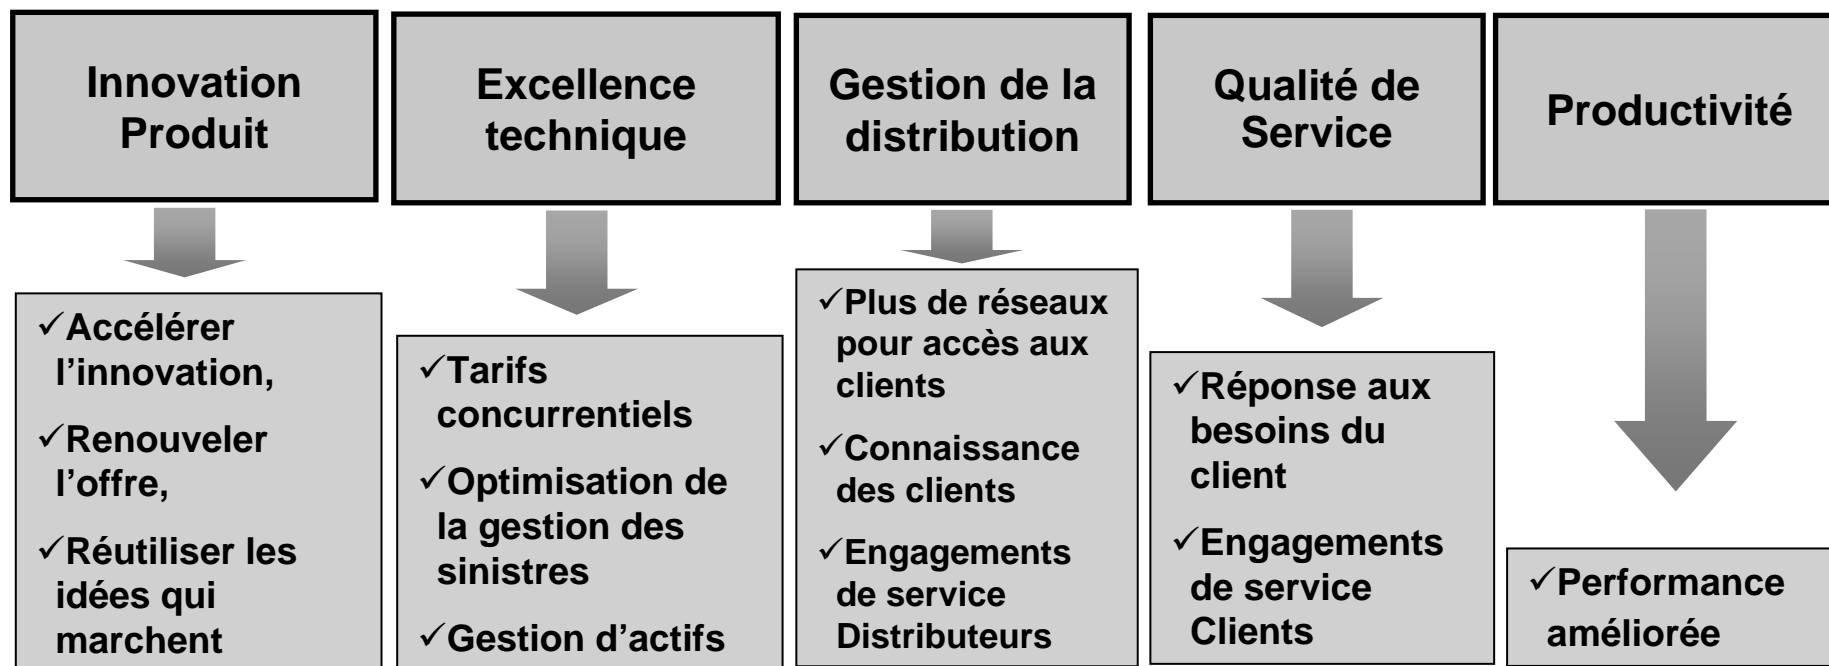 Innovation
Produit
Excellence
technique
Gestion de la
distribution
Qualité de
Service
Productivité
✓Accélérer
l’innovation,
✓Renouveler
l’offre,
✓Réutiliser les
idées qui
marchent
✓Tarifs
concurrentiels
✓Optimisation de
la gestion des
sinistres
✓Gestion d’actifs
✓Plus de réseaux
pour accès aux
clients
✓Connaissance
des clients
✓Engagements
de service
Distributeurs
✓Réponse aux
besoins du
client
✓Engagements
de service
Clients
✓Performance
améliorée